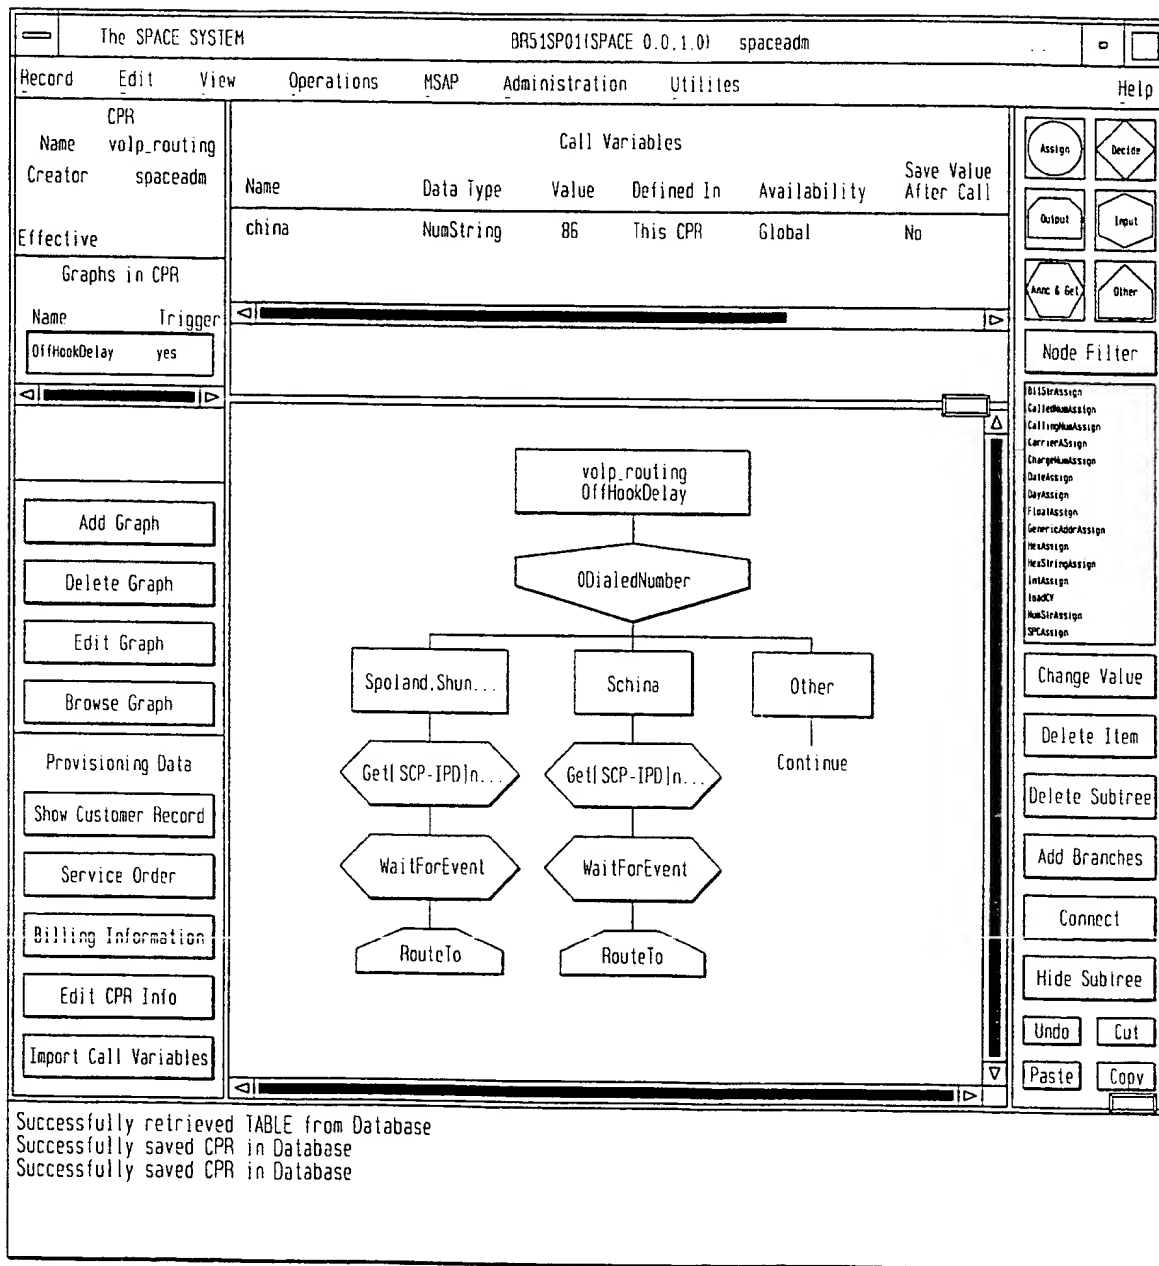 The SPACE SYSTEM BR51SP01(SPACE 0.0.1.0) spaceadm
Record Edit View Operations MSAP Administration Utilites Help
CPR
Name volp_routing
Creator spaceadm
Effective
Graphs in CPR
Name Trigger
OffHookDelay yes
Add Graph
Delete Graph
Edit Graph
Browse Graph
Provisioning Data
Show Customer Record
Service Order
Billing Information
Edit CPR Info
Import Call Variables
Call Variables
Name Data Type Value Defined In Availability Save Value After Call
china NumString 86 This CPR Global No
volp_routing
OffHookDelay
ODialedNumber
Spoland,Shun...
Schina
Other
Get[SCP-IPD]n...
Get[SCP-IPD]n...
Continue
WaitForEvent
WaitForEvent
RouteTo
RouteTo
Assign
Decide
Output
Input
Annc & Get
Other
Node Filter
BitStrAssign
CalledNumAssign
CallingNumAssign
CarrierASsign
ChargeNumAssign
DateAssign
DayAssign
FloatAssign
GenericAddrAssign
HexAssign
HexStringAssign
IntAssign
loadCV
NumStrAssign
SPCAssign
Change Value
Delete Item
Delete Subtree
Add Branches
Connect
Hide Subtree
Undo Cut
Paste Copy
Successfully retrieved TABLE from Database
Successfully saved CPR in Database
Successfully saved CPR in Database